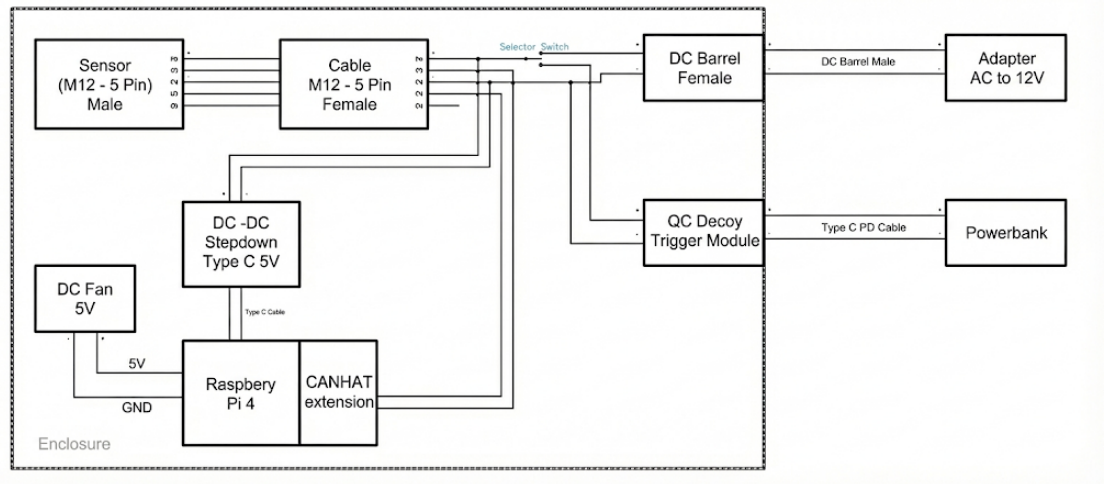 Selector Switch
Sensor
(M12 - 5 Pin)
Male
Cable
M12 - 5 Pin
Female
DC Barrel
Female
DC Barrel Male
Adapter
AC to 12V
DC -DC
Stepdown
Type C 5V
QC Decoy
Trigger Module
Type C PD Cable
Powerbank
DC Fan
5V
Type C Cable
5V
GND
Raspbery
Pi 4
CANHAT
extension
Enclosure